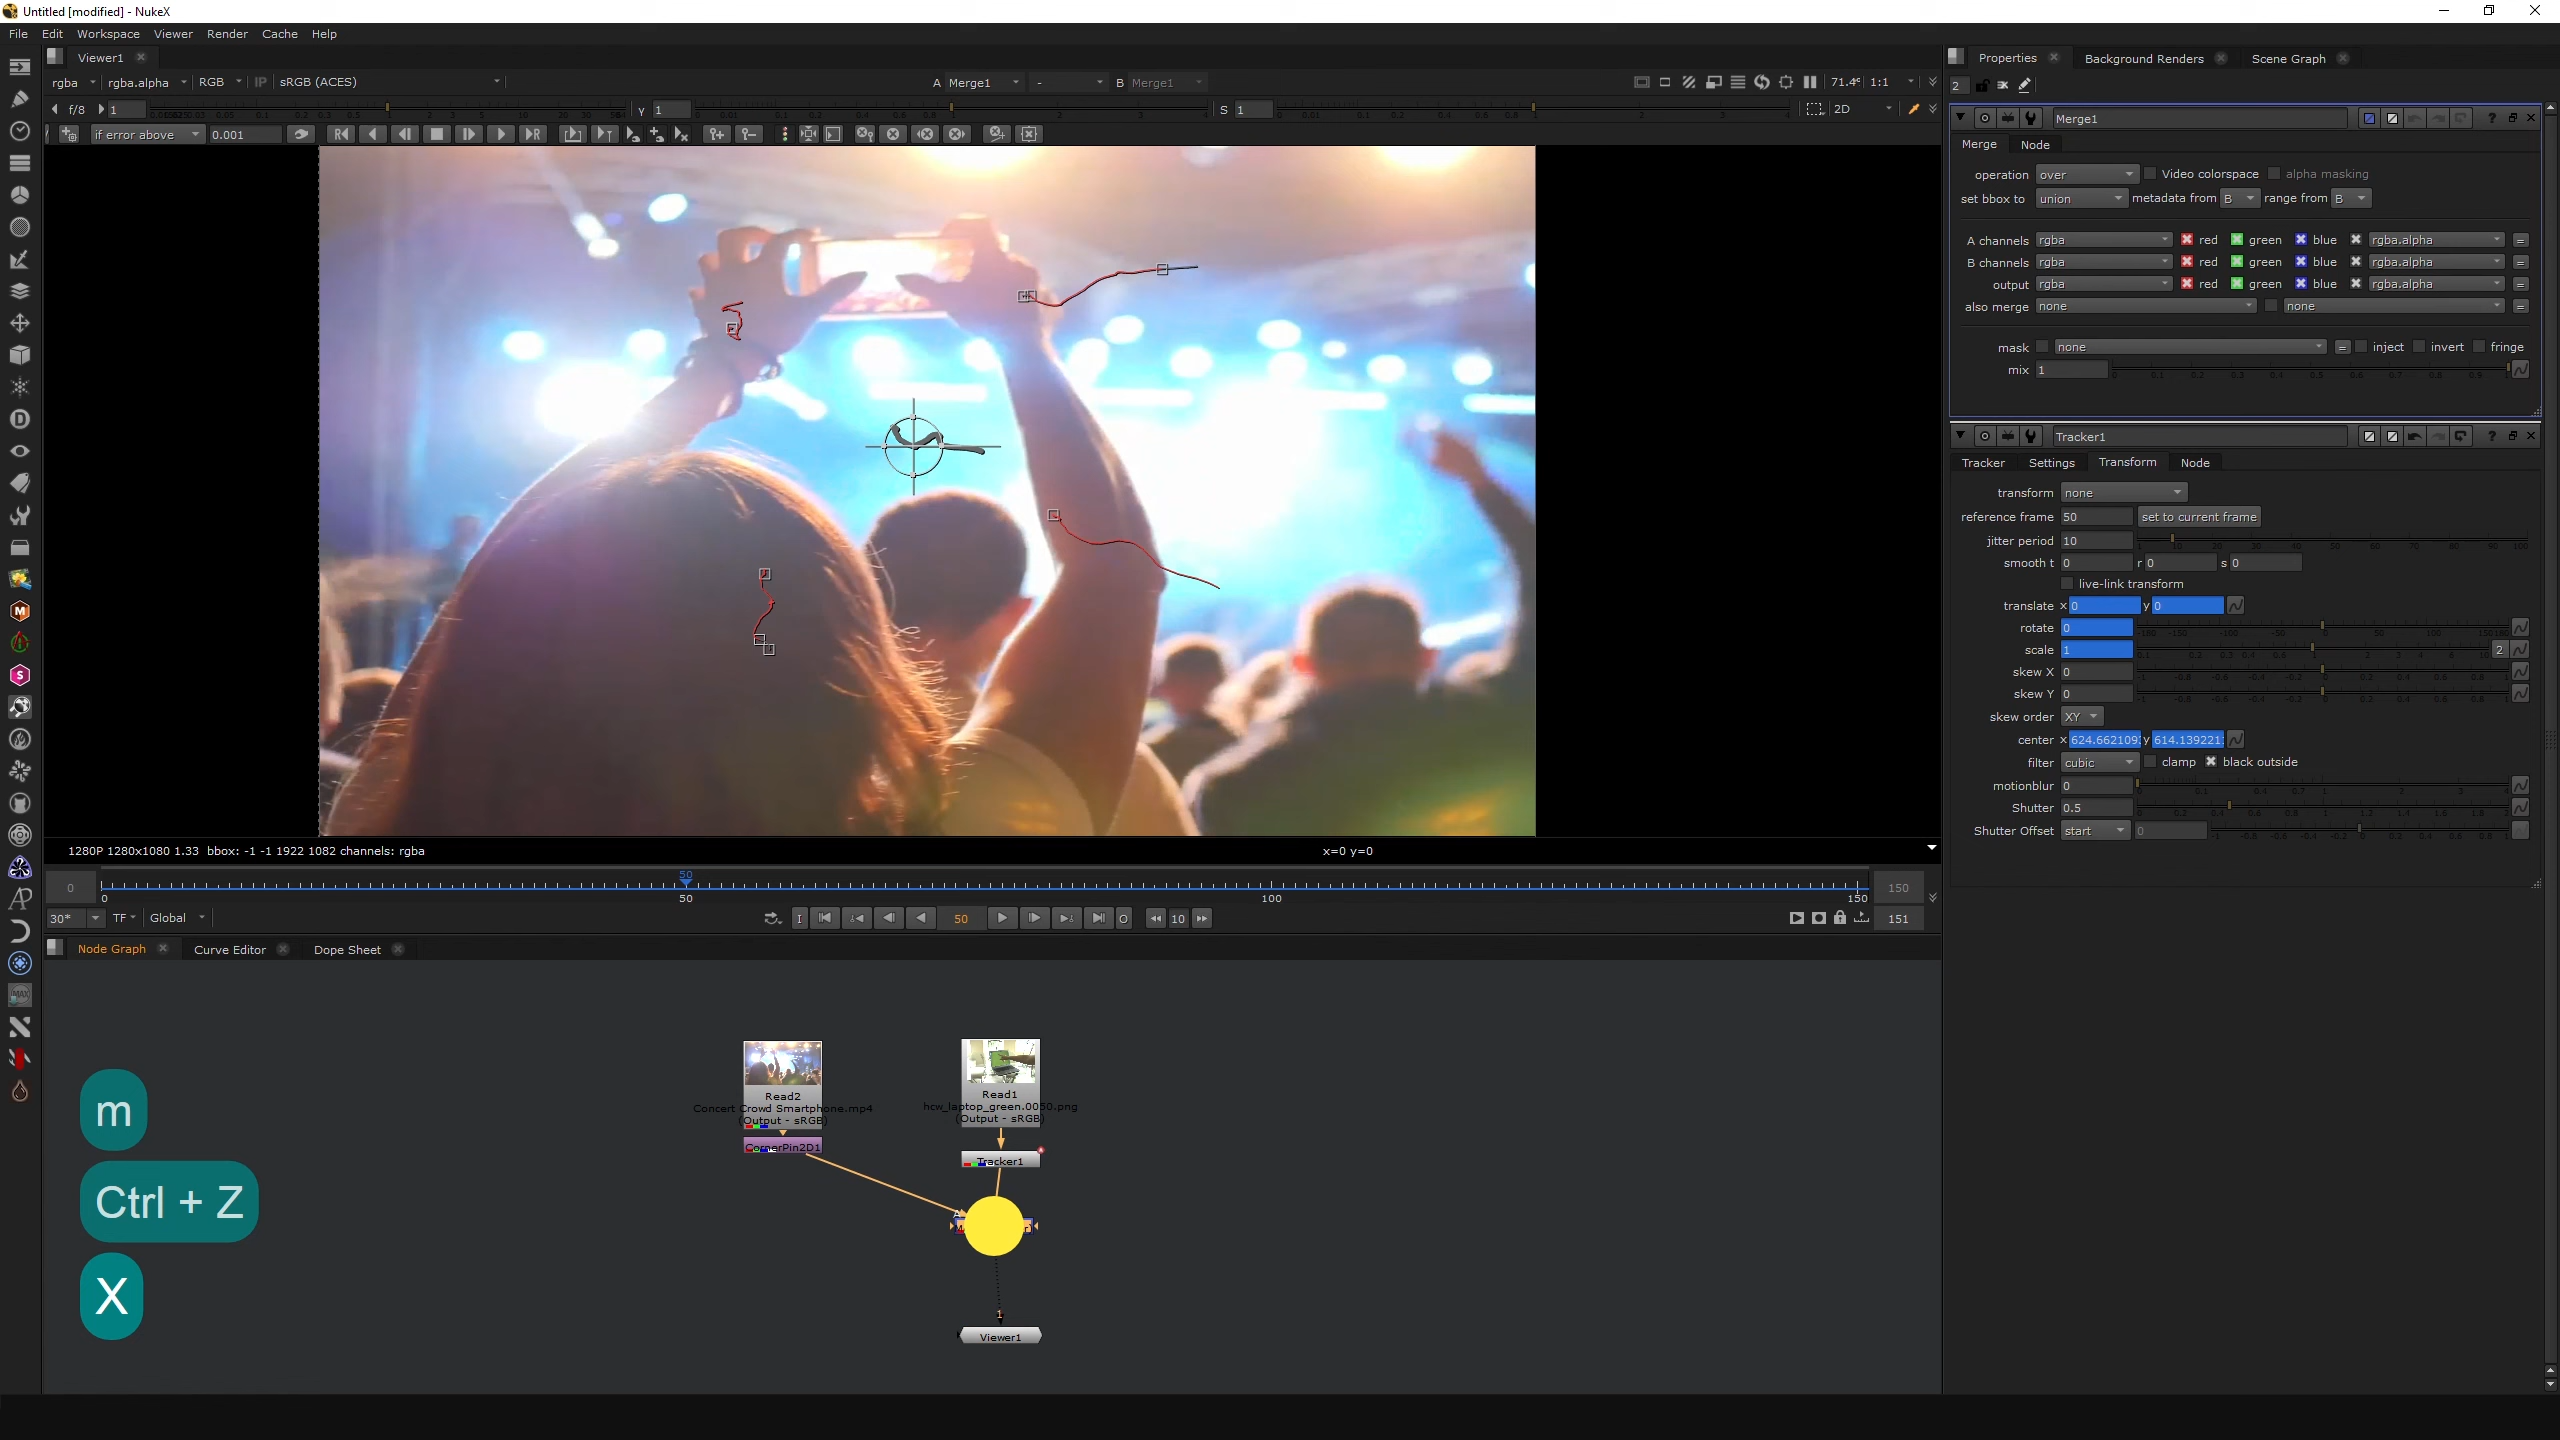 Untitled [modified] - NukeX
File Edit Workspace Viewer Render Cache Help
Viewer1
Properties Background Renders Scene Graph
rgba rgba.alpha RGB IP sRGB (ACES) A Merge1 - B Merge1 1:1
2
f/8 1 γ 1 S 1 2D
if error above 0.001
Merge1
Merge Node
operation over Video colorspace alpha masking
set bbox to union metadata from B range from B
A channels rgba red green blue rgba.alpha =
B channels rgba red green blue rgba.alpha =
output rgba red green blue rgba.alpha =
also merge none none =
mask none = inject invert fringe
mix 1
Tracker1
Tracker Settings Transform Node
transform none
reference frame 50 set to current frame
jitter period 10
smooth t 0 r 0 s 0
live-link transform
translate x 0 y 0
rotate 0
scale 1 2
skew X 0
skew Y 0
skew order XY
center x 624.662109 y 614.139221
filter cubic clamp black outside
motionblur 0
Shutter 0.5
Shutter Offset start 0
1280P 1280x1080 1.33 bbox: -1 -1 1922 1082 channels: rgba x=0 y=0
0 50 150
0 50 100 150
30* TF Global I 50 O 10 151
Node Graph Curve Editor Dope Sheet
Read2
Concert Crowd Smartphone.mp4
(Output - sRGB)
CornerPin2D1
Read1
hcw_laptop_green.0050.png
(Output - sRGB)
Tracker1
A
1
Viewer1
m
Ctrl + Z
X